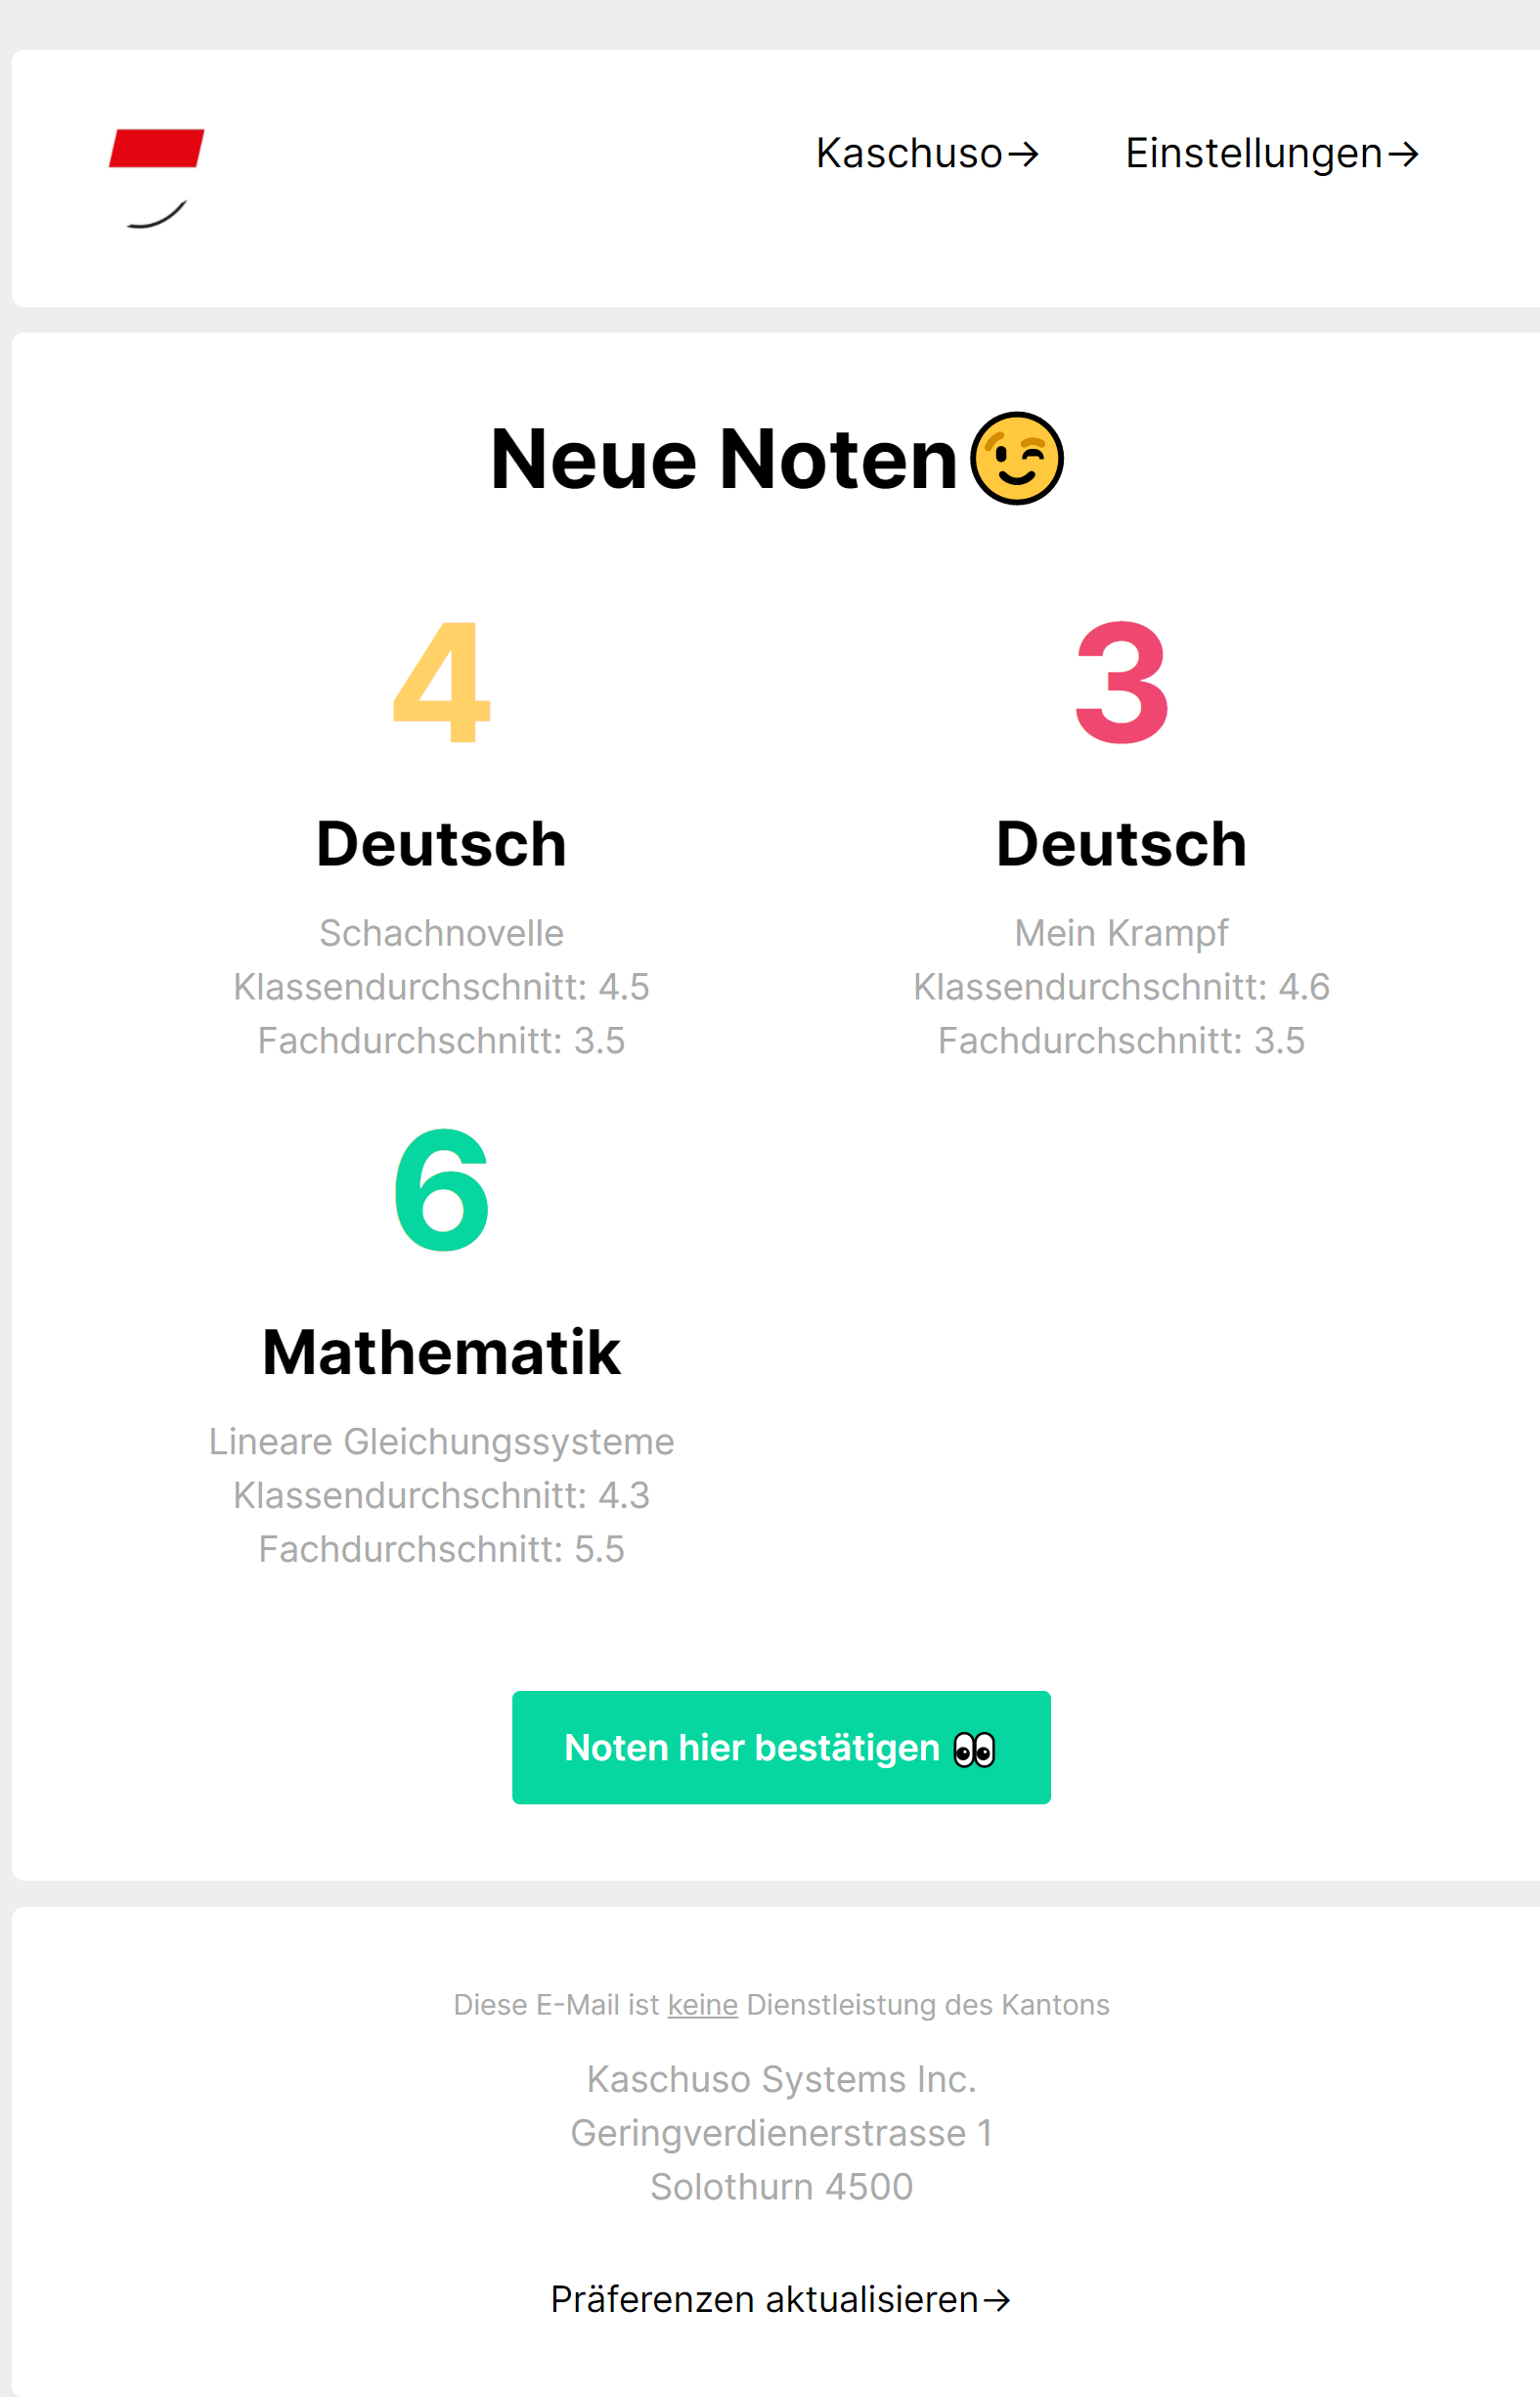 Kaschuso→ Einstellungen→
Neue Noten😉
4
Deutsch
Schachnovelle
Klassendurchschnitt: 4.5
Fachdurchschnitt: 3.5
3
Deutsch
Mein Krampf
Klassendurchschnitt: 4.6
Fachdurchschnitt: 3.5
6
Mathematik
Lineare Gleichungssysteme
Klassendurchschnitt: 4.3
Fachdurchschnitt: 5.5
Noten hier bestätigen 👀
Diese E-Mail ist keine Dienstleistung des Kantons
Kaschuso Systems Inc.
Geringverdienerstrasse 1
Solothurn 4500
Präferenzen aktualisieren→